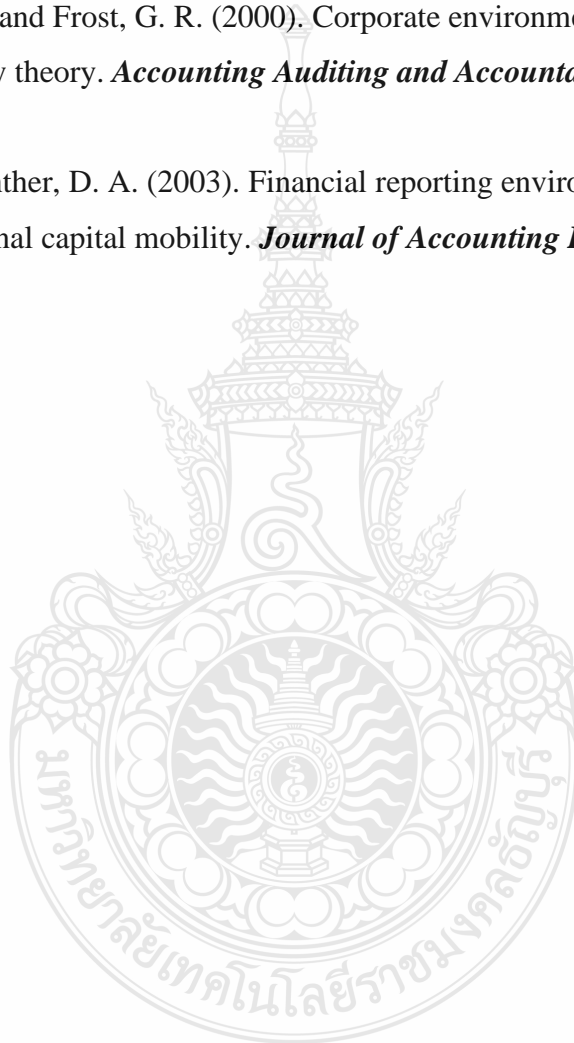 and Frost, G. R. (2000). Corporate environme
y theory. Accounting Auditing and Accounta
nther, D. A. (2003). Financial reporting enviro
nal capital mobility. Journal of Accounting
มหาวิทยาลัยเทคโนโลยีราชมงคลธัญบุรี